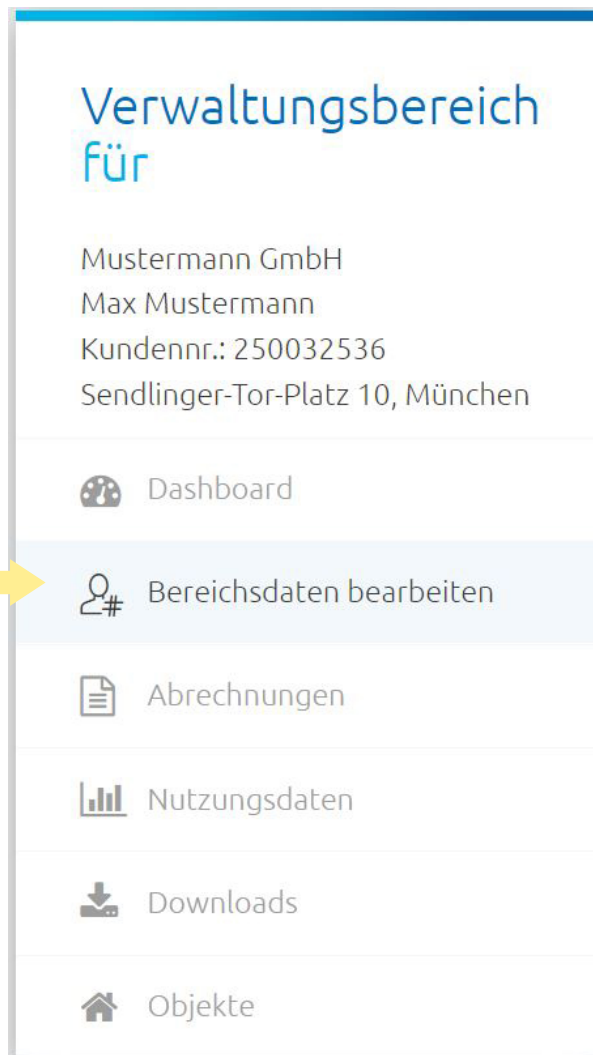 Verwaltungsbereich
für
Mustermann GmbH
Max Mustermann
Kundennr.: 250032536
Sendlinger-Tor-Platz 10, München
Dashboard
Bereichsdaten bearbeiten
Abrechnungen
Nutzungsdaten
Downloads
Objekte